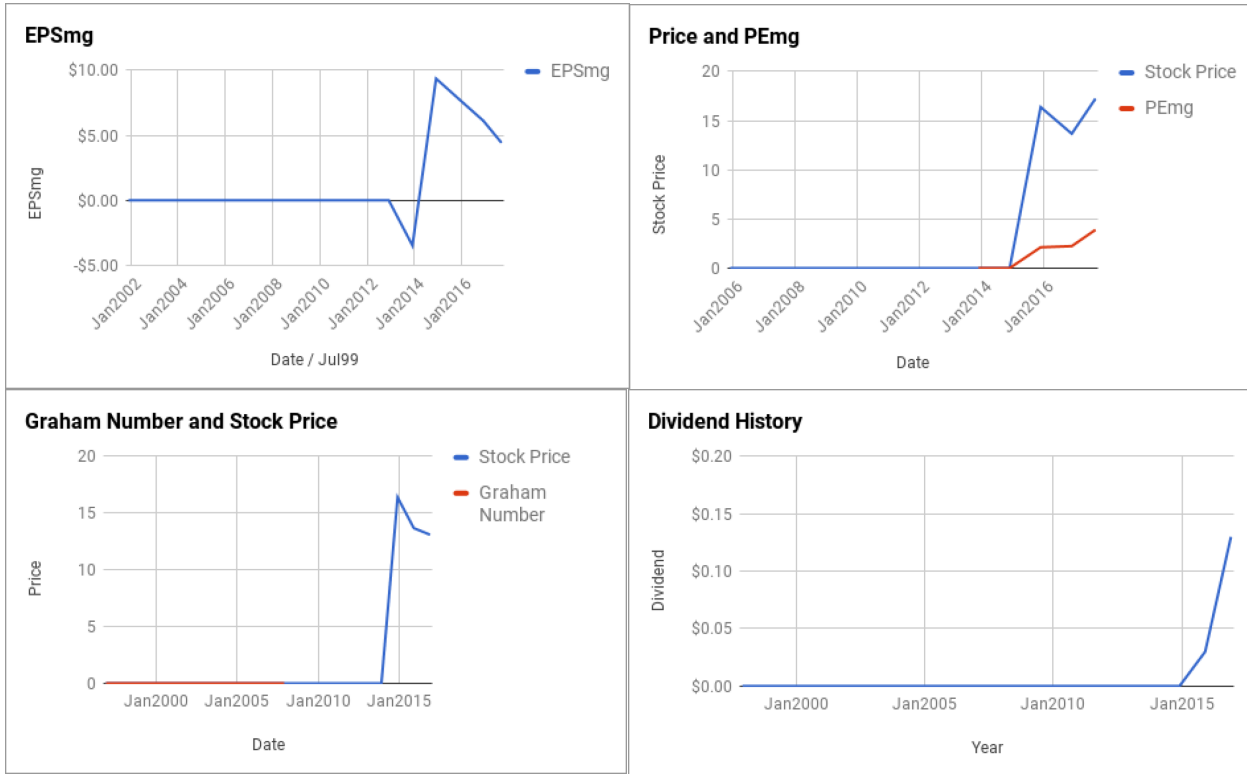 EPSmg
EPSmg
$10.00
$5.00
$0.00
-$5.00
EPSmg
Jan2002
Jan2004
Jan2006
Jan2008
Jan2010
Jan2012
Jan2014
Jan2016
Date / Jul99
Price and PEmg
Stock Price
PEmg
20
15
10
5
0
Stock Price
Jan2006
Jan2008
Jan2010
Jan2012
Jan2014
Jan2016
Date
Graham Number and Stock Price
Stock Price
Graham
Number
20
15
10
5
0
Price
Jan2000 Jan2005 Jan2010 Jan2015
Date
Dividend History
$0.20
$0.15
$0.10
$0.05
$0.00
Dividend
Jan2000 Jan2005 Jan2010 Jan2015
Year